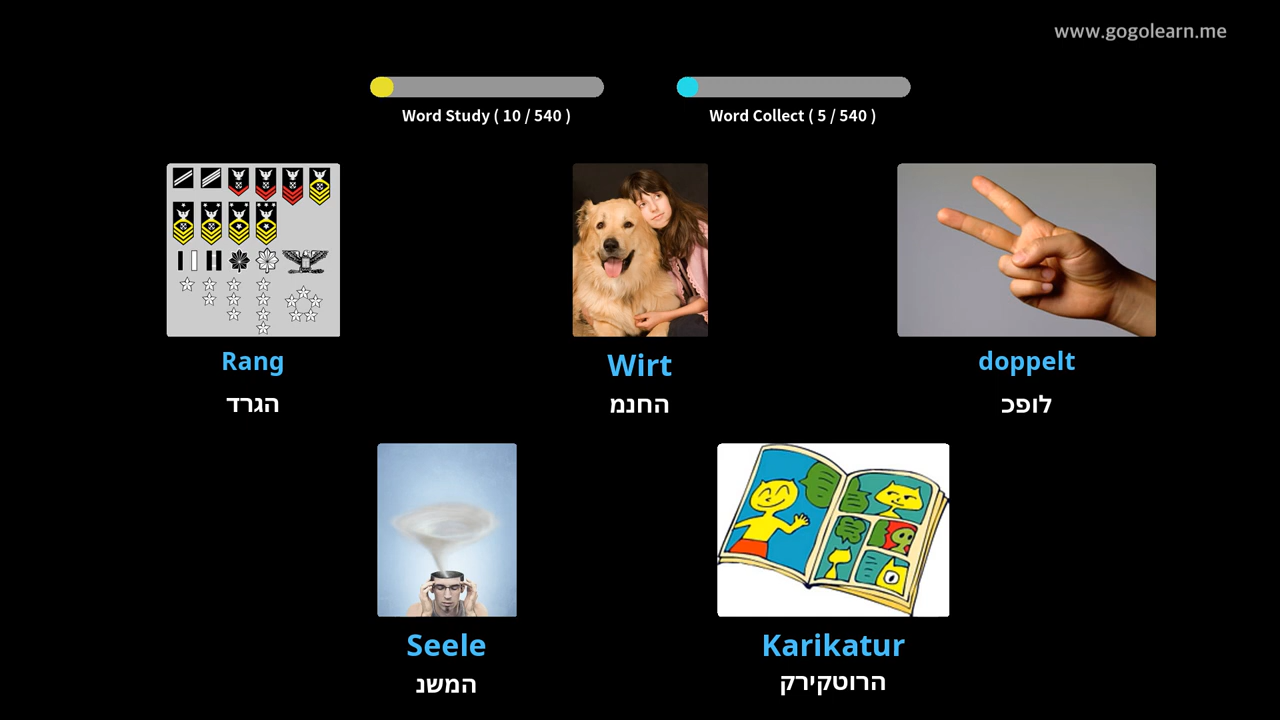 www.gogolearn.me
Word Study ( 10 / 540 )
Word Collect ( 5 / 540 )
Rang
הגרד
Wirt
החנמ
doppelt
לופכ
Seele
המשנ
Karikatur
הרוטקירק